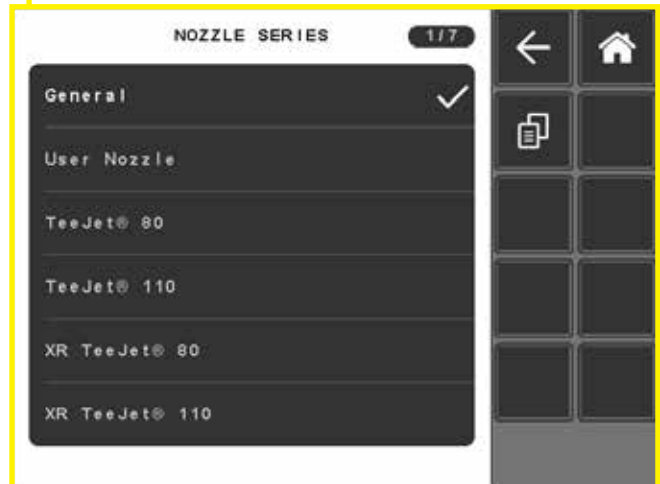 NOZZLE SERIES 1/7
General
User Nozzle
TeeJet® 80
TeeJet® 110
XR TeeJet® 80
XR TeeJet® 110